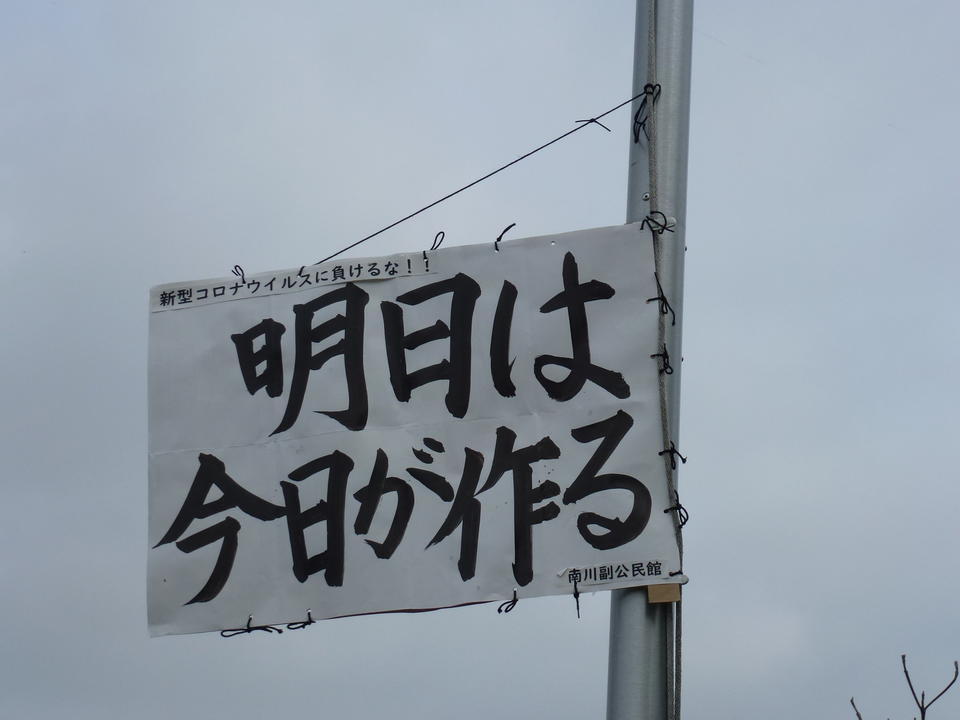 新型コロナウイルスに負けるな！！
明日は
今日が作る
南川副公民館